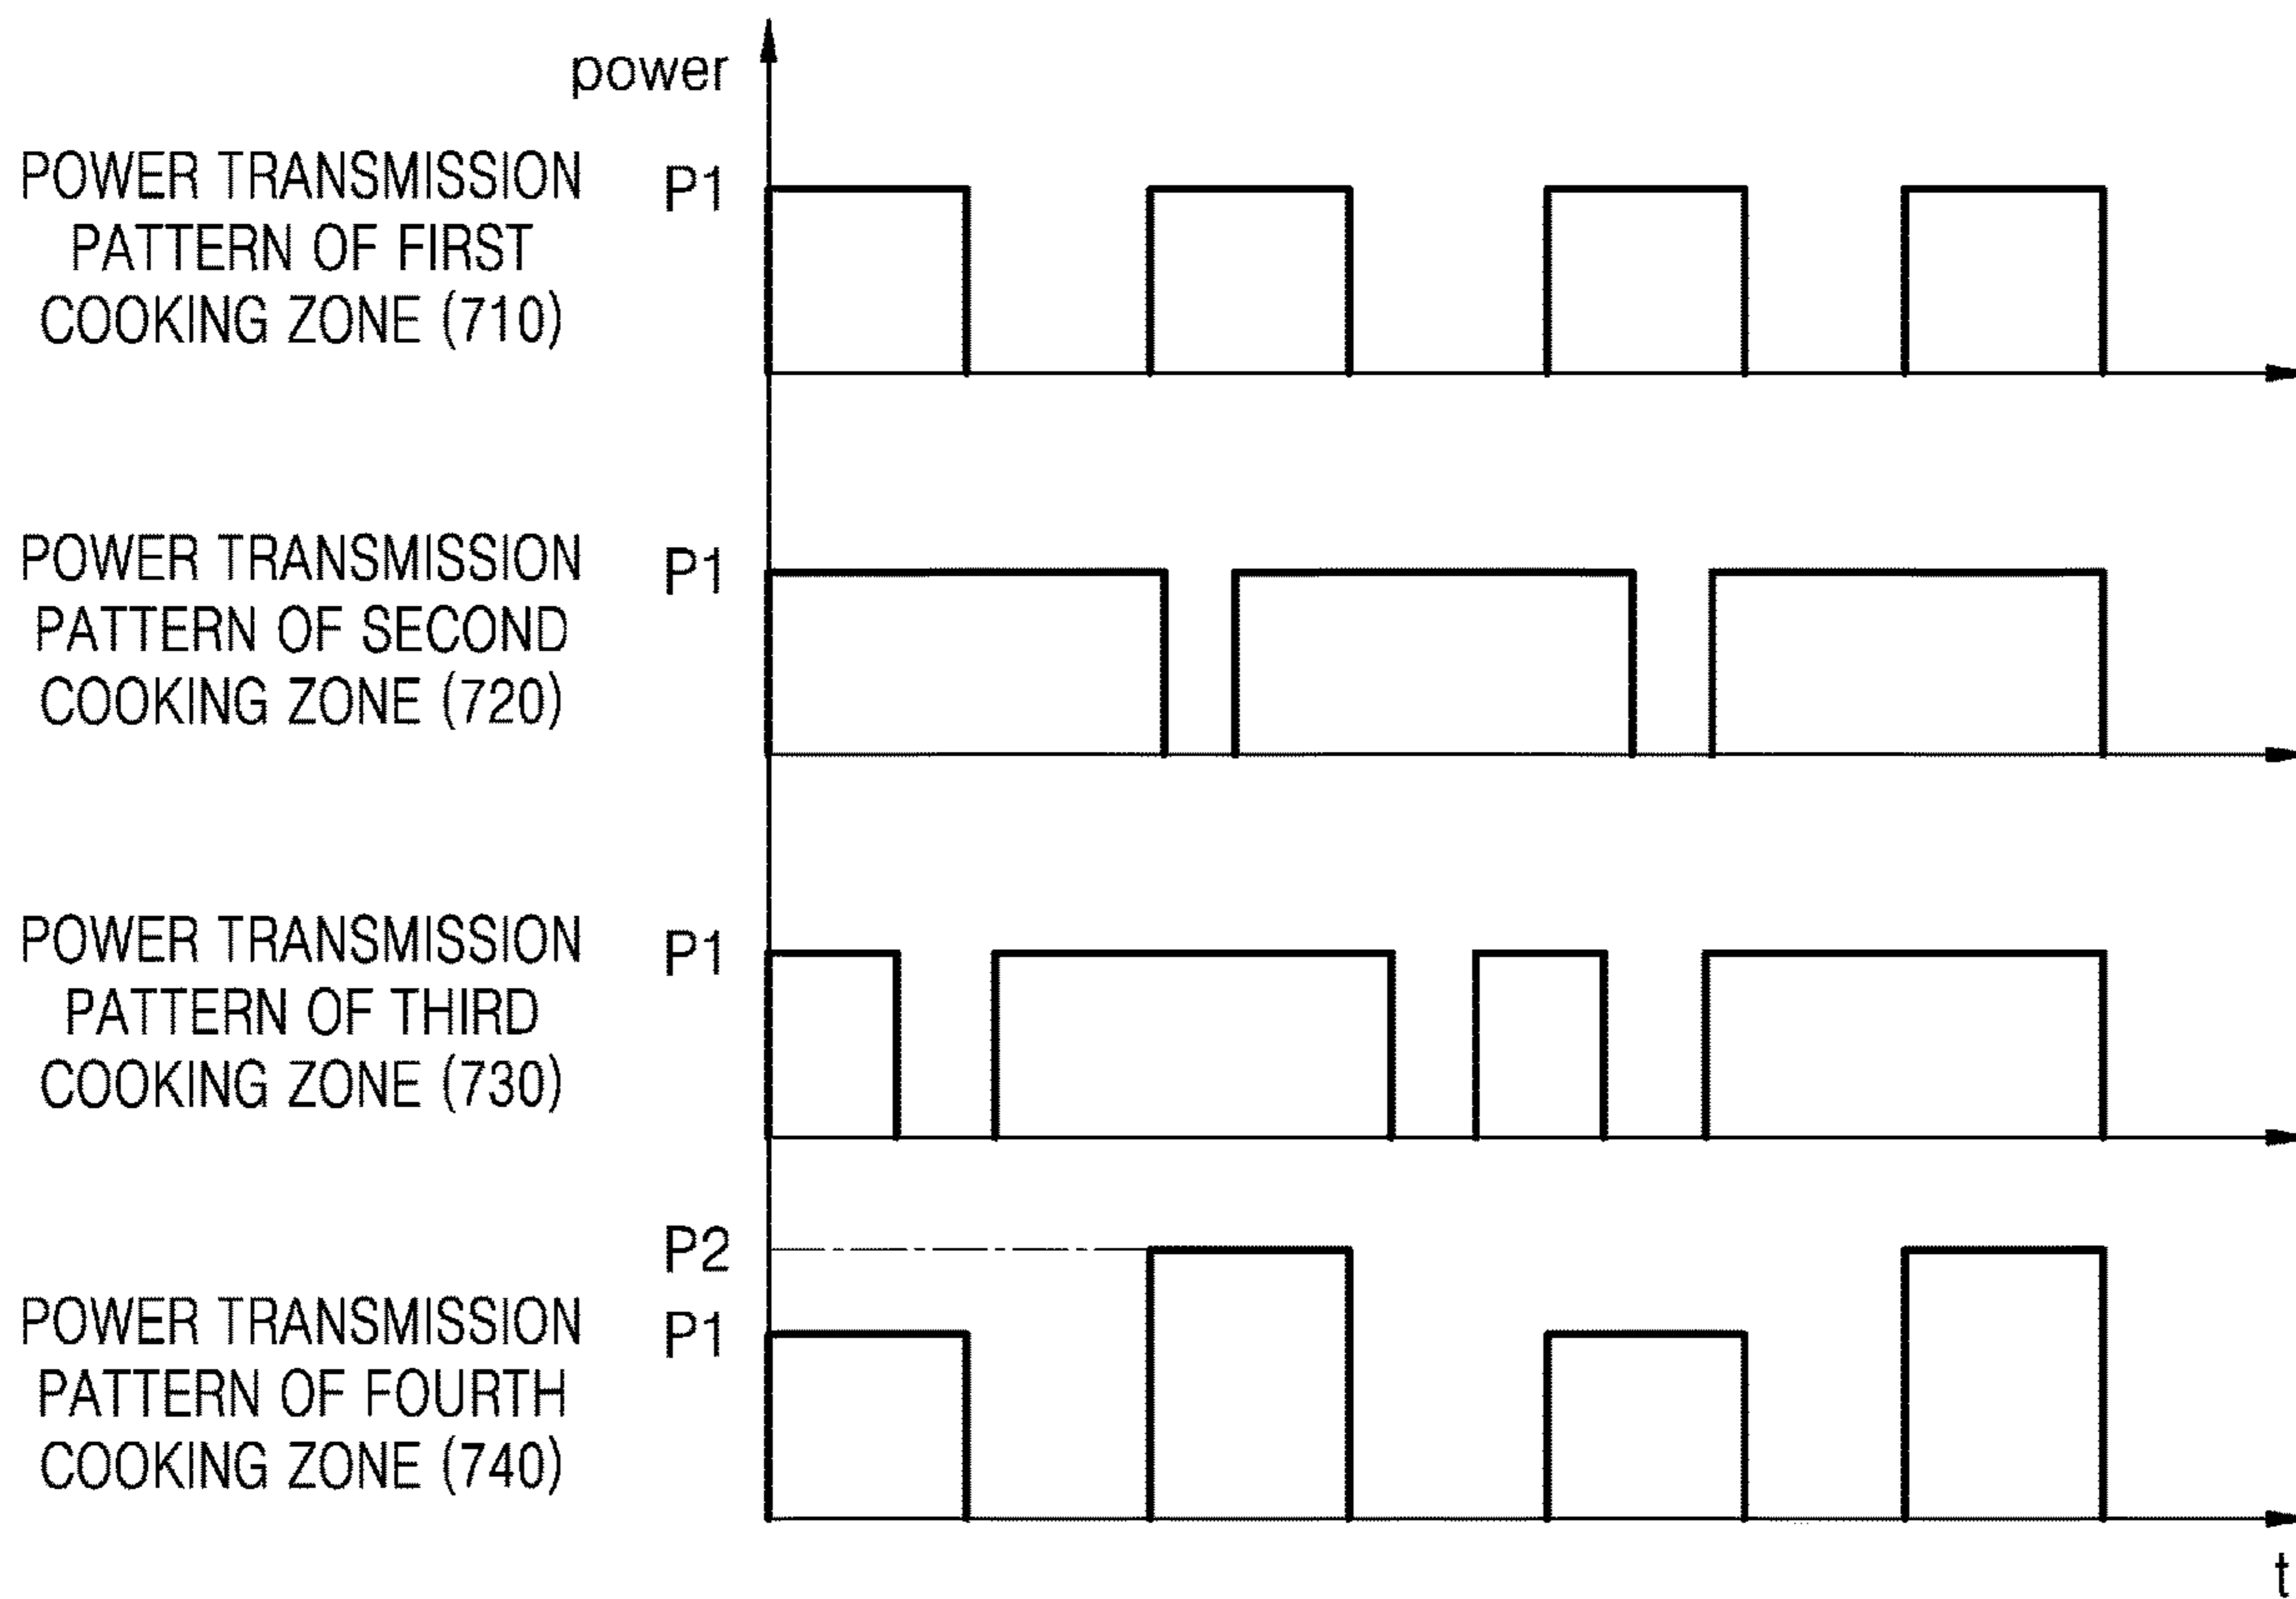 power
POWER TRANSMISSION
PATTERN OF FIRST
COOKING ZONE (710)
P1
POWER TRANSMISSION
PATTERN OF SECOND
COOKING ZONE (720)
P1
POWER TRANSMISSION
PATTERN OF THIRD
COOKING ZONE (730)
P1
P2
POWER TRANSMISSION
PATTERN OF FOURTH
COOKING ZONE (740)
P1
t